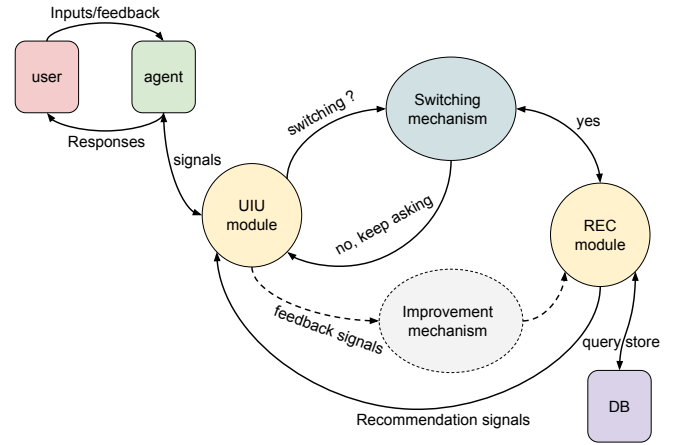 Inputs/feedback
user
agent
Responses
signals
switching ?
Switching
mechanism
yes
UIU
module
no, keep asking
REC
module
feedback signals
Improvement
mechanism
query store
DB
Recommendation signals